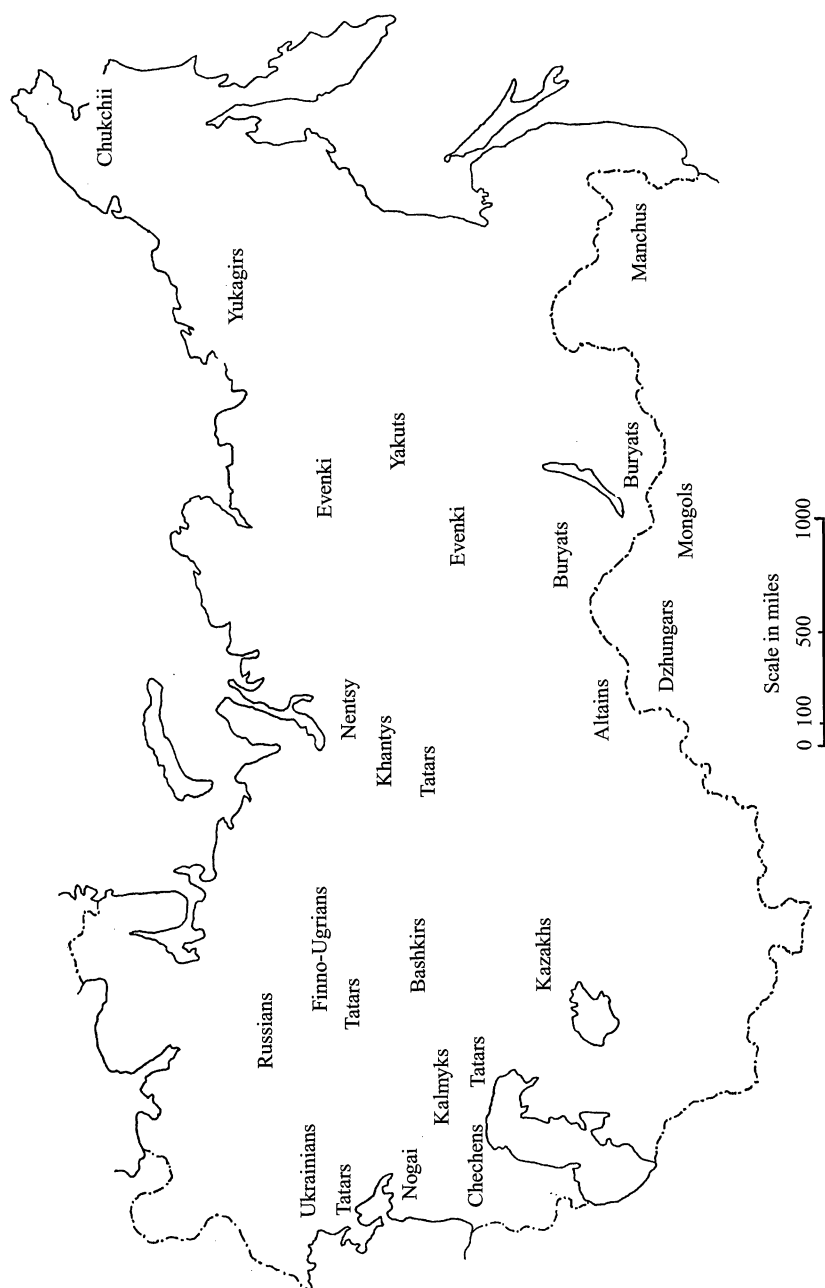 Chukchii
Yukagirs
Evenki
Yakuts
Evenki
Manchus
Buryats
Buryats
Mongols
Nentsy
Khantys
Tatars
Altains
Dzhungars
Russians
Finno-Ugrians
Tatars
Bashkirs
Kazakhs
Ukrainians
Tatars
Nogai
Kalmyks
Tatars
Chechens
Scale in miles
0 100 500 1000